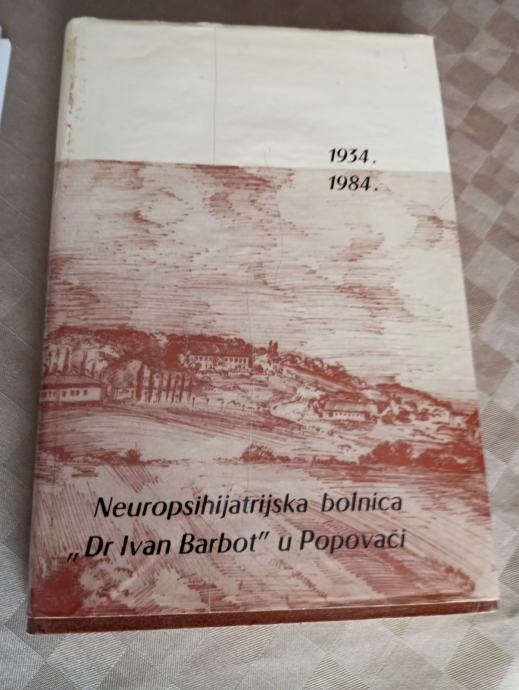 1934.
1984.
Neuropsihijatrijska bolnica
„Dr Ivan Barbot” u Popovači